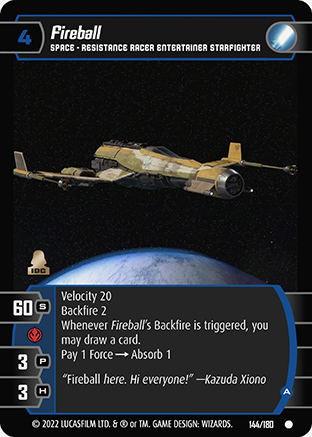 4
Fireball
SPACE - RESISTANCE RACER ENTERTAINER STARFIGHTER
IDC
60 S
3 P
3 H
Velocity 20
Backfire 2
Whenever Fireball's Backfire is triggered, you
may draw a card.
Pay 1 Force → Absorb 1
“Fireball here. Hi everyone!” —Kazuda Xiono
A
© 2022 LUCASFILM LTD. & ® or TM. GAME DESIGN: WIZARDS. 144/180